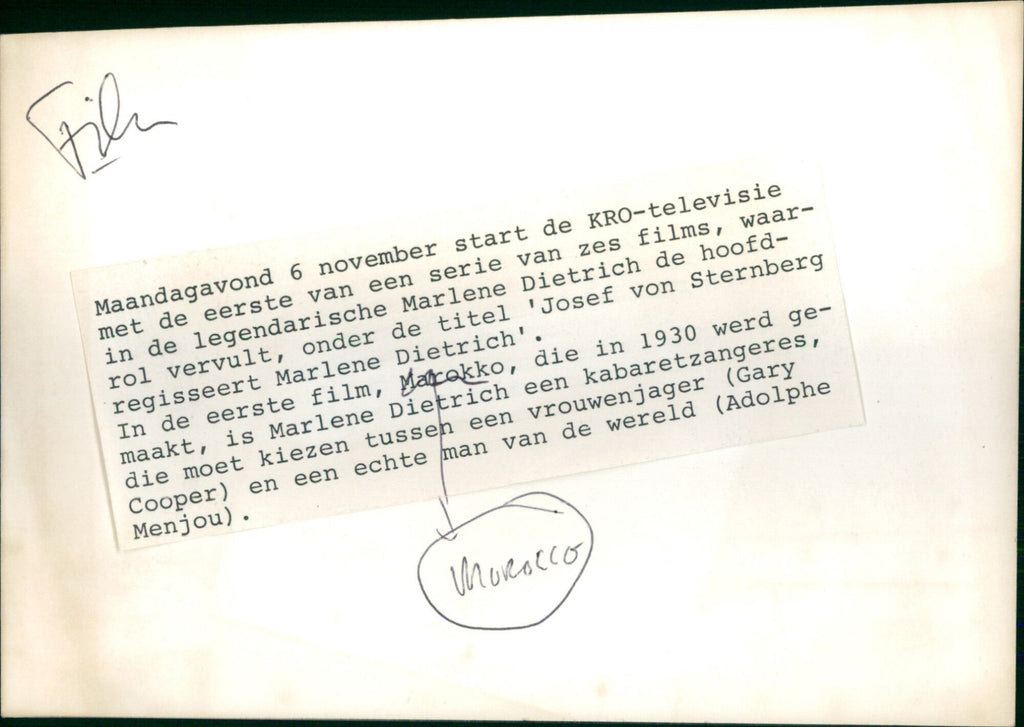 Film
Maandagavond 6 november start de KRO-televisie
met de eerste van een serie van zes films, waar-
in de legendarische Marlene Dietrich de hoofd-
rol vervult, onder de titel 'Josef von Sternberg
regisseert Marlene Dietrich'.
In de eerste film, Marokko, die in 1930 werd ge-
maakt, is Marlene Dietrich een kabaretzangeres,
die moet kiezen tussen een vrouwenjager (Gary
Cooper) en een echte man van de wereld (Adolphe
Menjou).
Morocco